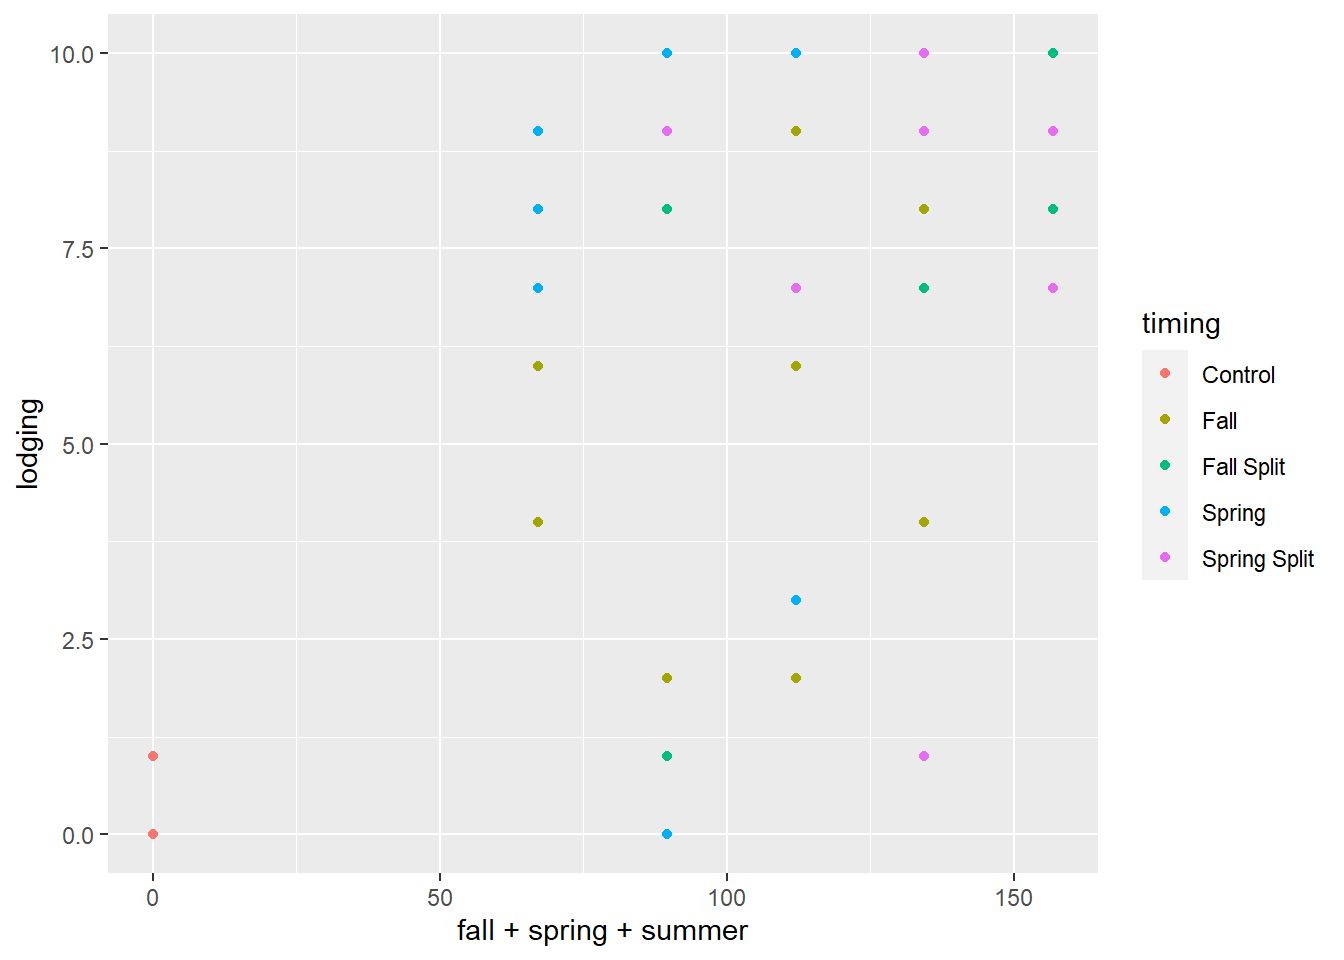 10.0
7.5
5.0
2.5
0.0
lodging
0 50 100 150
fall + spring + summer
timing
Control
Fall
Fall Split
Spring
Spring Split